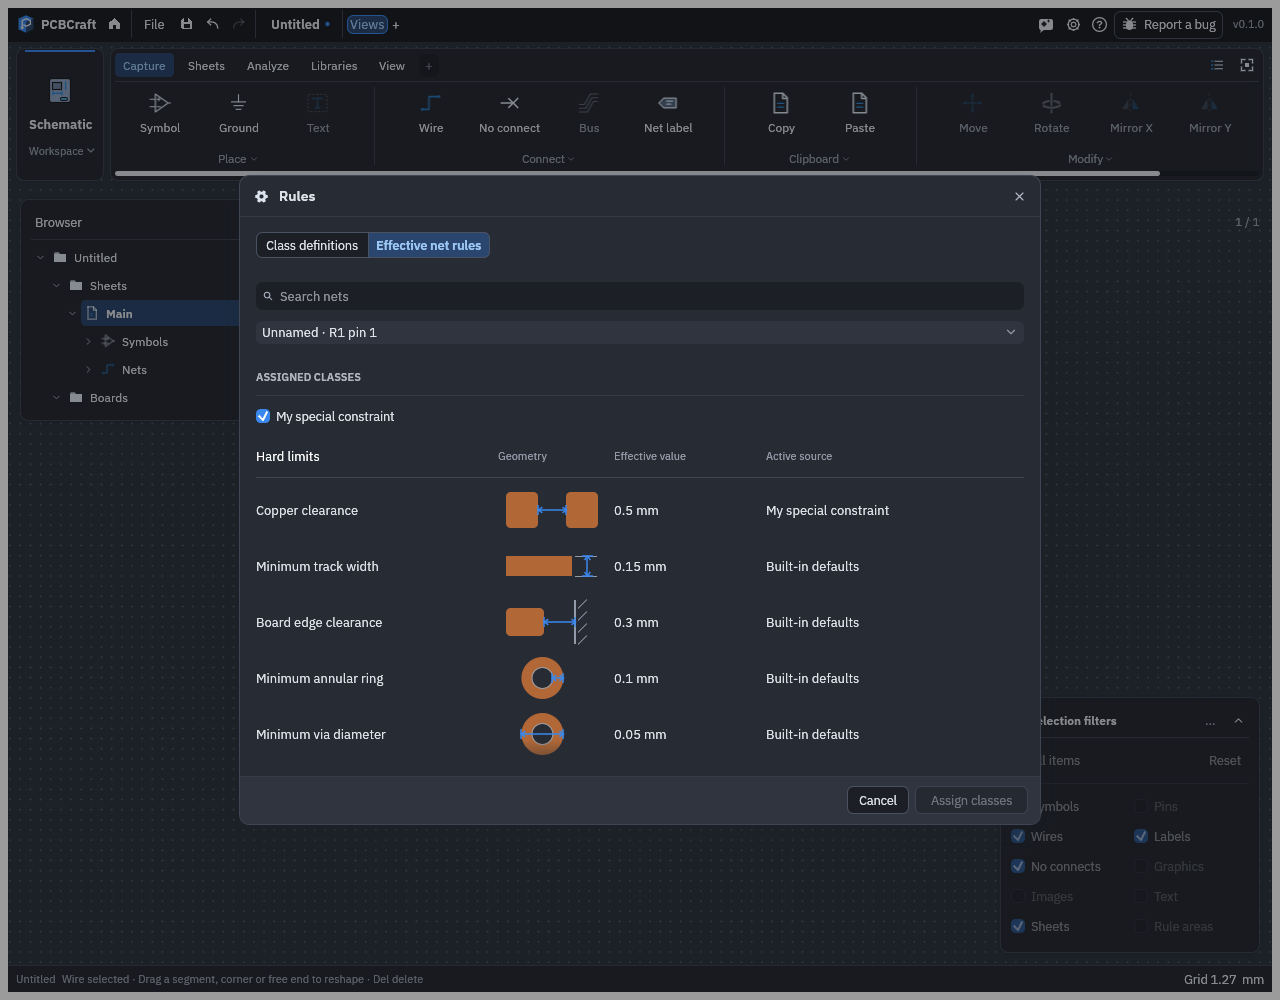 PCBCraft File Untitled Views + Report a bug v0.1.0
Capture Sheets Analyze Libraries View +
Schematic
Workspace
Symbol Ground Text Wire No connect Bus Net label Copy Paste Move Rotate Mirror X Mirror Y
Place Connect Clipboard Modify
Rules
Browser
1 / 1
Class definitions Effective net rules
Untitled
Sheets
Search nets
Main
Unnamed · R1 pin 1
Symbols
Nets
ASSIGNED CLASSES
Boards
My special constraint
Hard limits Geometry Effective value Active source
Copper clearance 0.5 mm My special constraint
Minimum track width 0.15 mm Built-in defaults
Board edge clearance 0.3 mm Built-in defaults
Minimum annular ring 0.1 mm Built-in defaults
Minimum via diameter 0.05 mm Built-in defaults
Cancel Assign classes
election filters ...
l items Reset
ymbols Pins
Wires Labels
No connects Graphics
Images Text
Sheets Rule areas
Untitled Wire selected · Drag a segment, corner or free end to reshape · Del delete Grid 1.27 mm